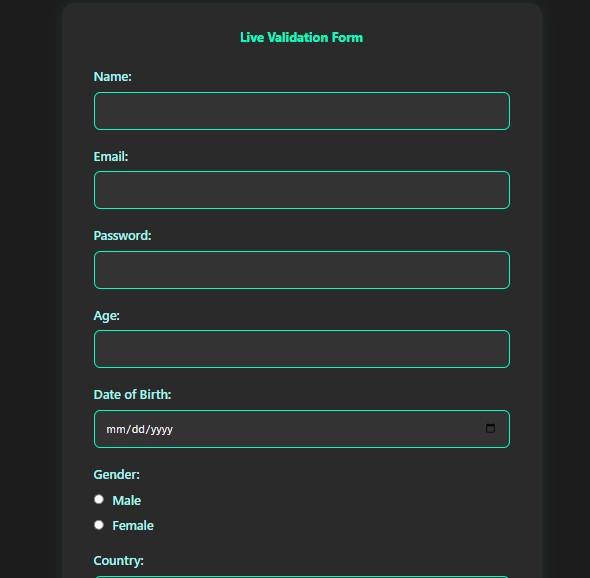 Live Validation Form
Name:
Email:
Password:
Age:
Date of Birth:
mm/dd/yyyy
Gender:
Male
Female
Country: